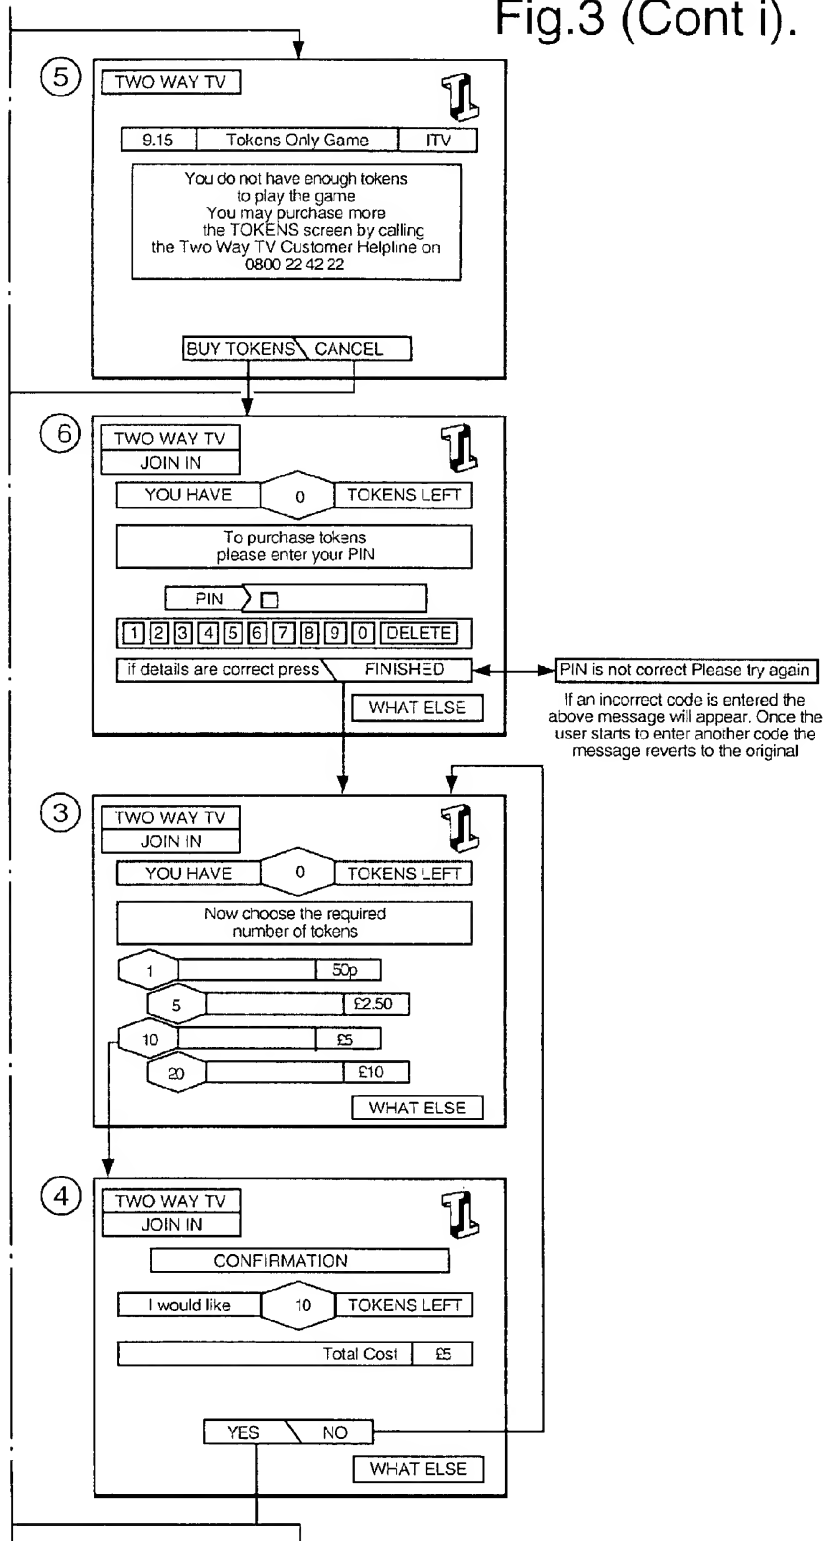 Fig.3 (Cont i).
5
TWO WAY TV
9.15 Tokens Only Game ITV
You do not have enough tokens
to play the game
You may purchase more
the TOKENS screen by calling
the Two Way TV Customer Helpline on
0800 22 42 22
BUY TOKENS CANCEL
6
TWO WAY TV
JOIN IN
YOU HAVE 0 TOKENS LEFT
To purchase tokens
please enter your PIN
PIN
1 2 3 4 5 6 7 8 9 0 DELETE
if details are correct press FINISHED
WHAT ELSE
PIN is not correct Please try again
If an incorrect code is entered the
above message will appear. Once the
user starts to enter another code the
message reverts to the original
3
TWO WAY TV
JOIN IN
YOU HAVE 0 TOKENS LEFT
Now choose the required
number of tokens
1 50p
5 £2.50
10 £5
20 £10
WHAT ELSE
4
TWO WAY TV
JOIN IN
CONFIRMATION
I would like 10 TOKENS LEFT
Total Cost £5
YES NO
WHAT ELSE